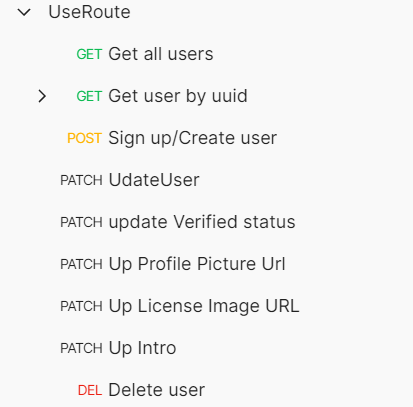 UseRoute
GET Get all users
GET Get user by uuid
POST Sign up/Create user
PATCH UdateUser
PATCH update Verified status
PATCH Up Profile Picture Url
PATCH Up License Image URL
PATCH Up Intro
DEL Delete user